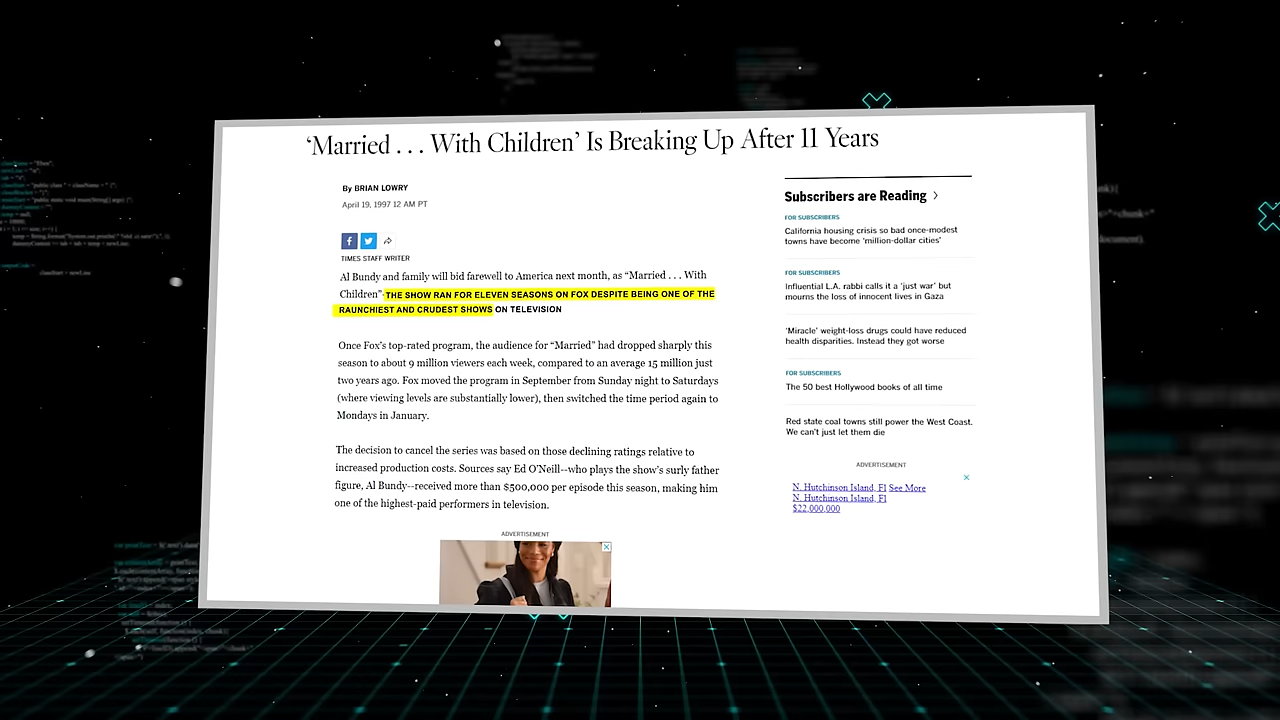 ‘Married . . . With Children’ Is Breaking Up After 11 Years
By BRIAN LOWRY
April 19, 1997 12 AM PT
TIMES STAFF WRITER
Al Bundy and family will bid farewell to America next month, as “Married . . . With
Children” THE SHOW RAN FOR ELEVEN SEASONS ON FOX DESPITE BEING ONE OF THE
RAUNCHIEST AND CRUDEST SHOWS ON TELEVISION
Once Fox’s top-rated program, the audience for “Married” had dropped sharply this
season to about 9 million viewers each week, compared to an average 15 million just
two years ago. Fox moved the program in September from Sunday night to Saturdays
(where viewing levels are substantially lower), then switched the time period again to
Mondays in January.
The decision to cancel the series was based on those declining ratings relative to
increased production costs. Sources say Ed O’Neill--who plays the show’s surly father
figure, Al Bundy--received more than $500,000 per episode this season, making him
one of the highest-paid performers in television.
ADVERTISEMENT
Subscribers are Reading >
FOR SUBSCRIBERS
California housing crisis so bad once-modest
towns have become ‘million-dollar cities’
FOR SUBSCRIBERS
Influential L.A. rabbi calls it a ‘just war’ but
mourns the loss of innocent lives in Gaza
‘Miracle’ weight-loss drugs could have reduced
health disparities. Instead they got worse
FOR SUBSCRIBERS
The 50 best Hollywood books of all time
Red state coal towns still power the West Coast.
We can’t just let them die
ADVERTISEMENT
N. Hutchinson Island, FI See More
N. Hutchinson Island, FI
$22,000,000